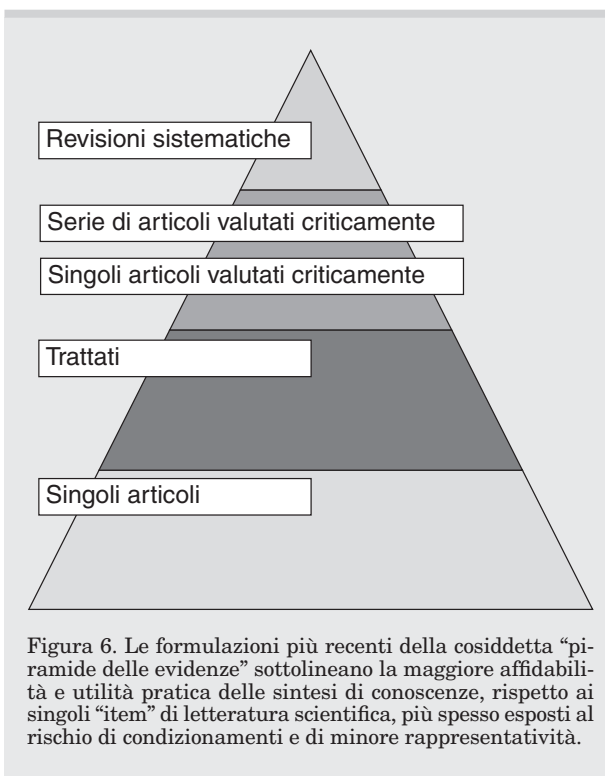 Revisioni sistematiche
Serie di articoli valutati criticamente
Singoli articoli valutati criticamente
Trattati
Singoli articoli
Figura 6. Le formulazioni più recenti della cosiddetta “pi-
ramide delle evidenze” sottolineano la maggiore affidabili-
tà e utilità pratica delle sintesi di conoscenze, rispetto ai
singoli “item” di letteratura scientifica, più spesso esposti al
rischio di condizionamenti e di minore rappresentatività.